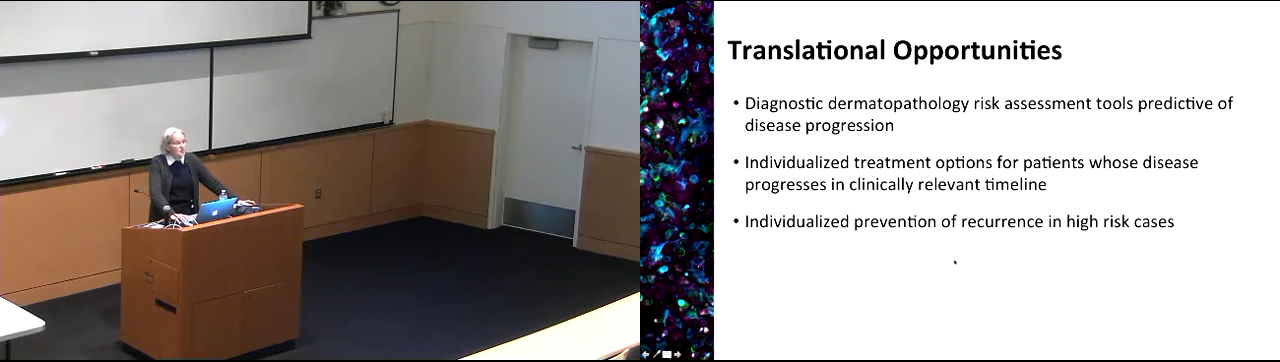 Translational Opportunities
• Diagnostic dermatopathology risk assessment tools predictive of
disease progression
• Individualized treatment options for patients whose disease
progresses in clinically relevant timeline
• Individualized prevention of recurrence in high risk cases